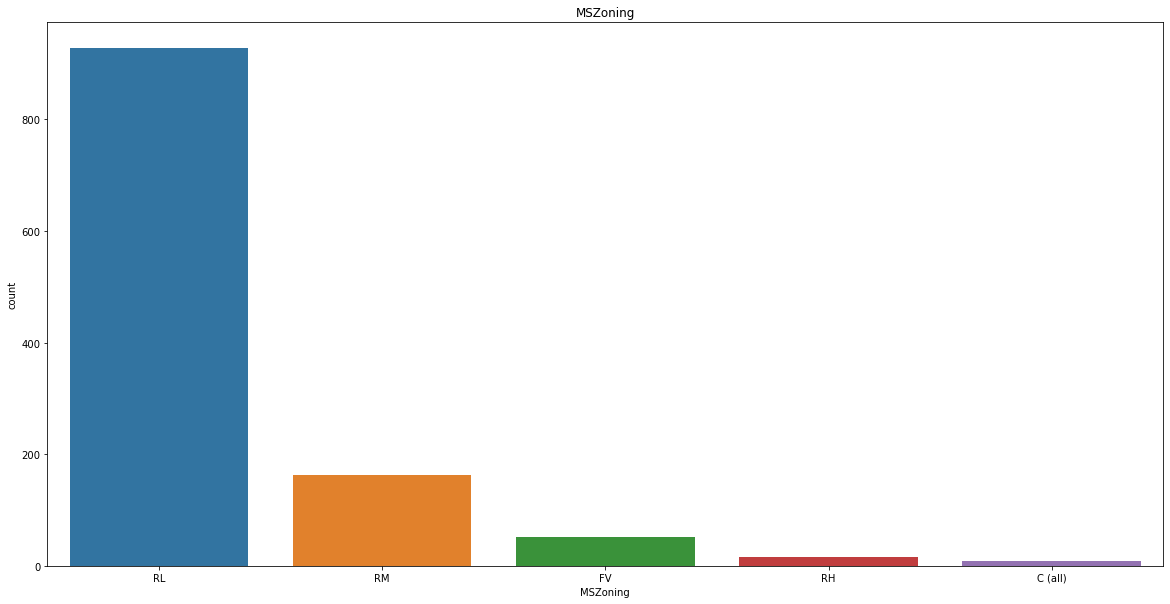 MSZoning
count
800
600
400
200
0
RL RM FV RH C (all)
MSZoning